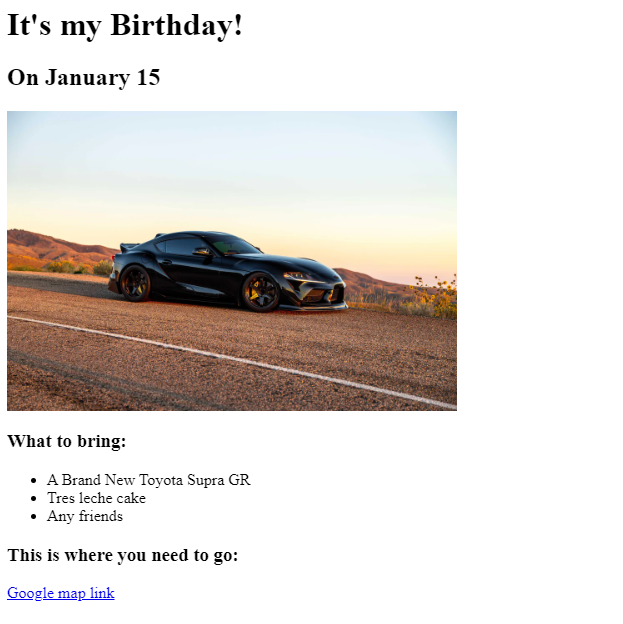 It's my Birthday!
On January 15
What to bring:
A Brand New Toyota Supra GR
Tres leche cake
Any friends
This is where you need to go:
Google map link